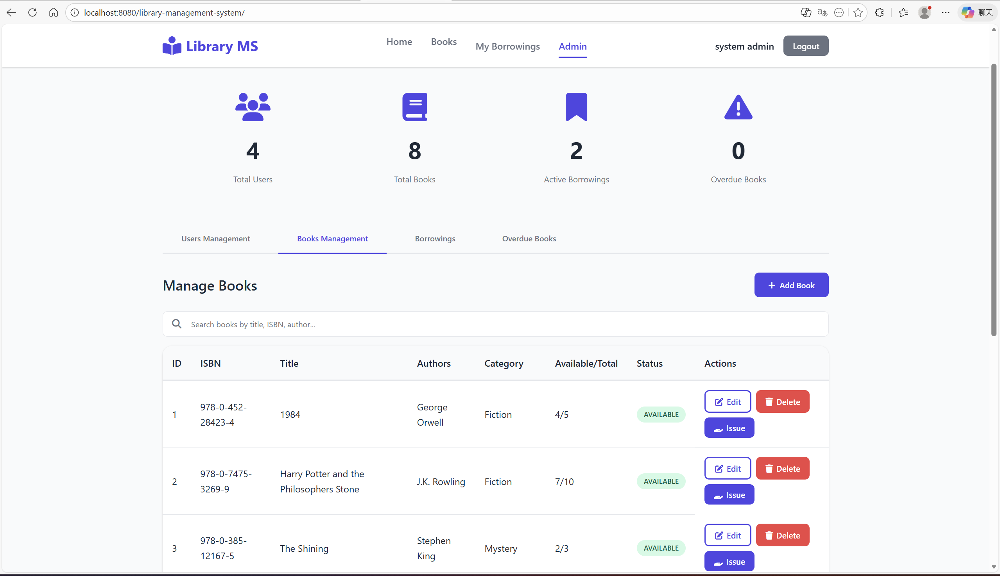 localhost:8080/library-management-system/
聊天
Library MS
Home Books My Borrowings Admin
system admin Logout
4 8 2 0
Total Users Total Books Active Borrowings Overdue Books
Users Management Books Management Borrowings Overdue Books
Manage Books
+ Add Book
Search books by title, ISBN, author...
ID ISBN Title Authors Category Available/Total Status Actions
1 978-0-452-28423-4 1984 George Orwell Fiction 4/5 AVAILABLE Edit Delete
Issue
2 978-0-7475-3269-9 Harry Potter and the Philosophers Stone J.K. Rowling Fiction 7/10 AVAILABLE Edit Delete
Issue
3 978-0-385-12167-5 The Shining Stephen King Mystery 2/3 AVAILABLE Edit Delete
Issue